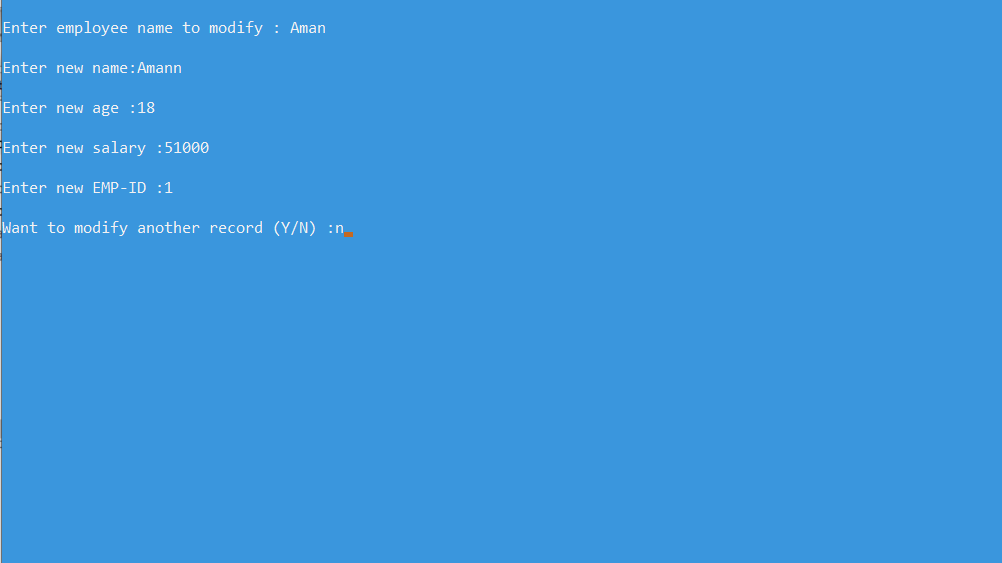 Enter employee name to modify : Aman
Enter new name:Amann
Enter new age :18
Enter new salary :51000
Enter new EMP-ID :1
Want to modify another record (Y/N) :n